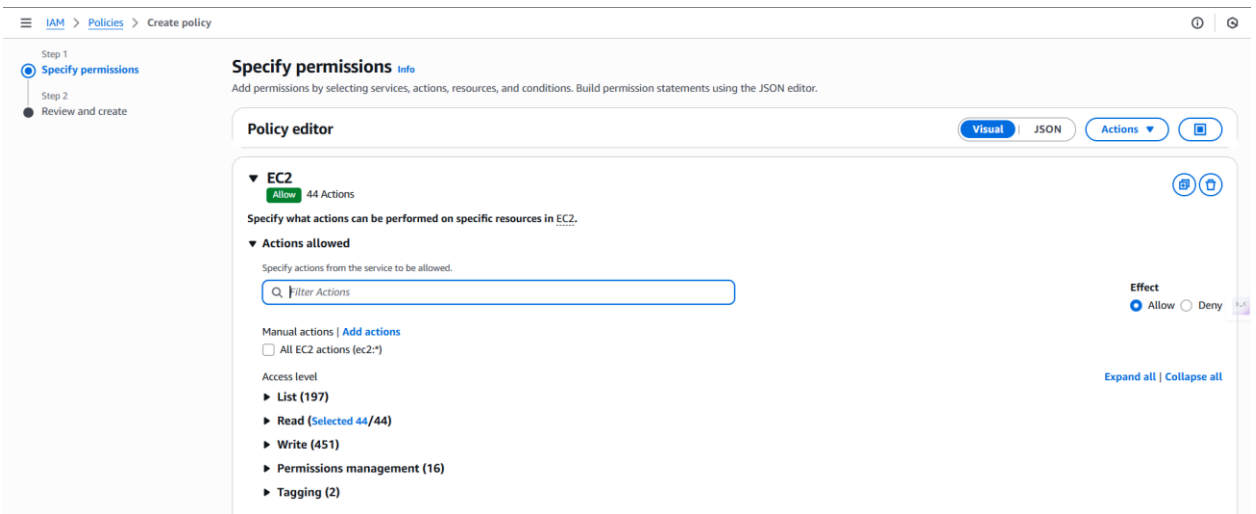 IAM > Policies > Create policy
Step 1
Specify permissions
Step 2
Review and create
Specify permissions Info
Add permissions by selecting services, actions, resources, and conditions. Build permission statements using the JSON editor.
Policy editor
Visual | JSON
Actions ▼
▼ EC2
Allow 44 Actions
Specify what actions can be performed on specific resources in EC2.
▼ Actions allowed
Specify actions from the service to be allowed.
Filter Actions
Effect
Allow Deny
Manual actions | Add actions
All EC2 actions (ec2:*)
Access level
Expand all | Collapse all
▶ List (197)
▶ Read (Selected 44/44)
▶ Write (451)
▶ Permissions management (16)
▶ Tagging (2)